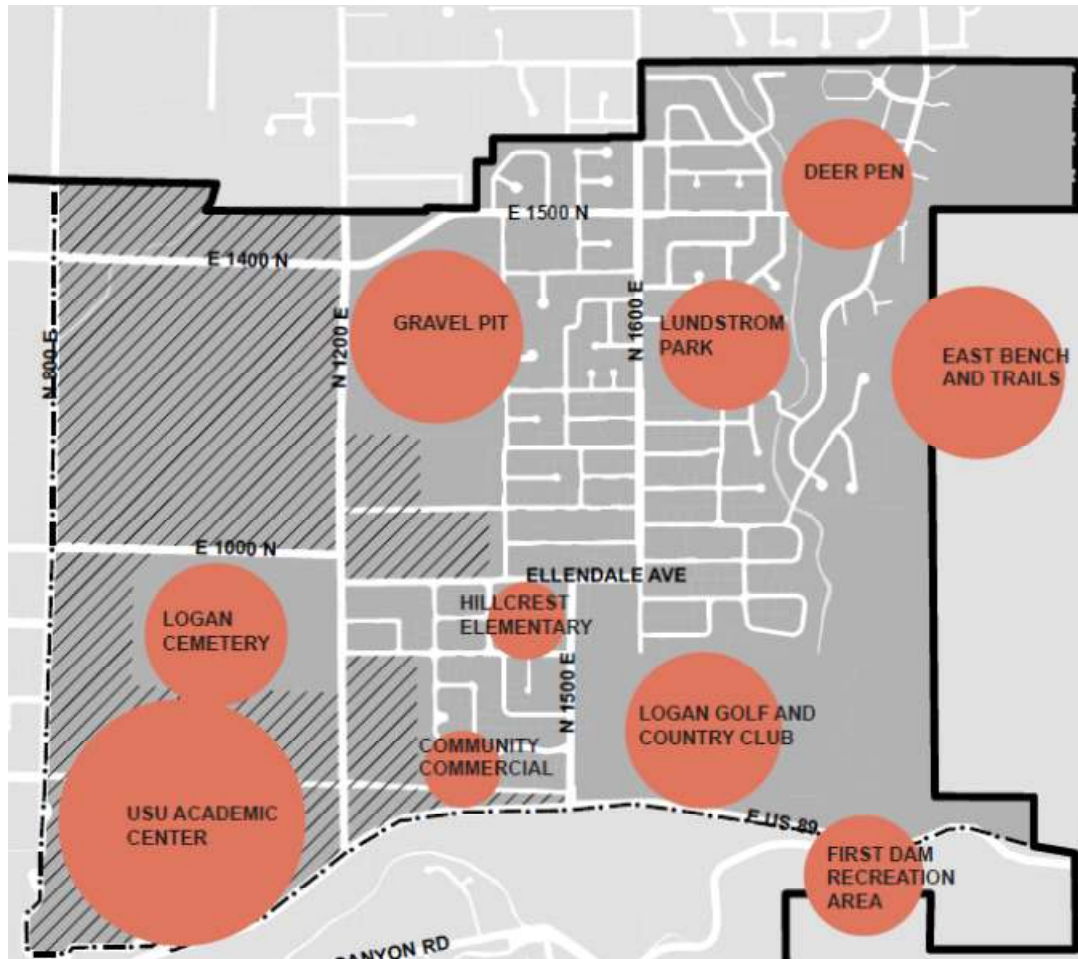 DEER PEN
E 1500 N
E 1400 N
GRAVEL PIT
N 1200 E
N 1600 E
LUNDSTROM
PARK
N 800 E
EAST BENCH
AND TRAILS
E 1000 N
ELLENDALE AVE
HILLCREST
ELEMENTARY
LOGAN
CEMETERY
N 1500 E
LOGAN GOLF AND
COUNTRY CLUB
COMMUNITY
COMMERCIAL
USU ACADEMIC
CENTER
E US 89
FIRST DAM
RECREATION
AREA
CANYON RD